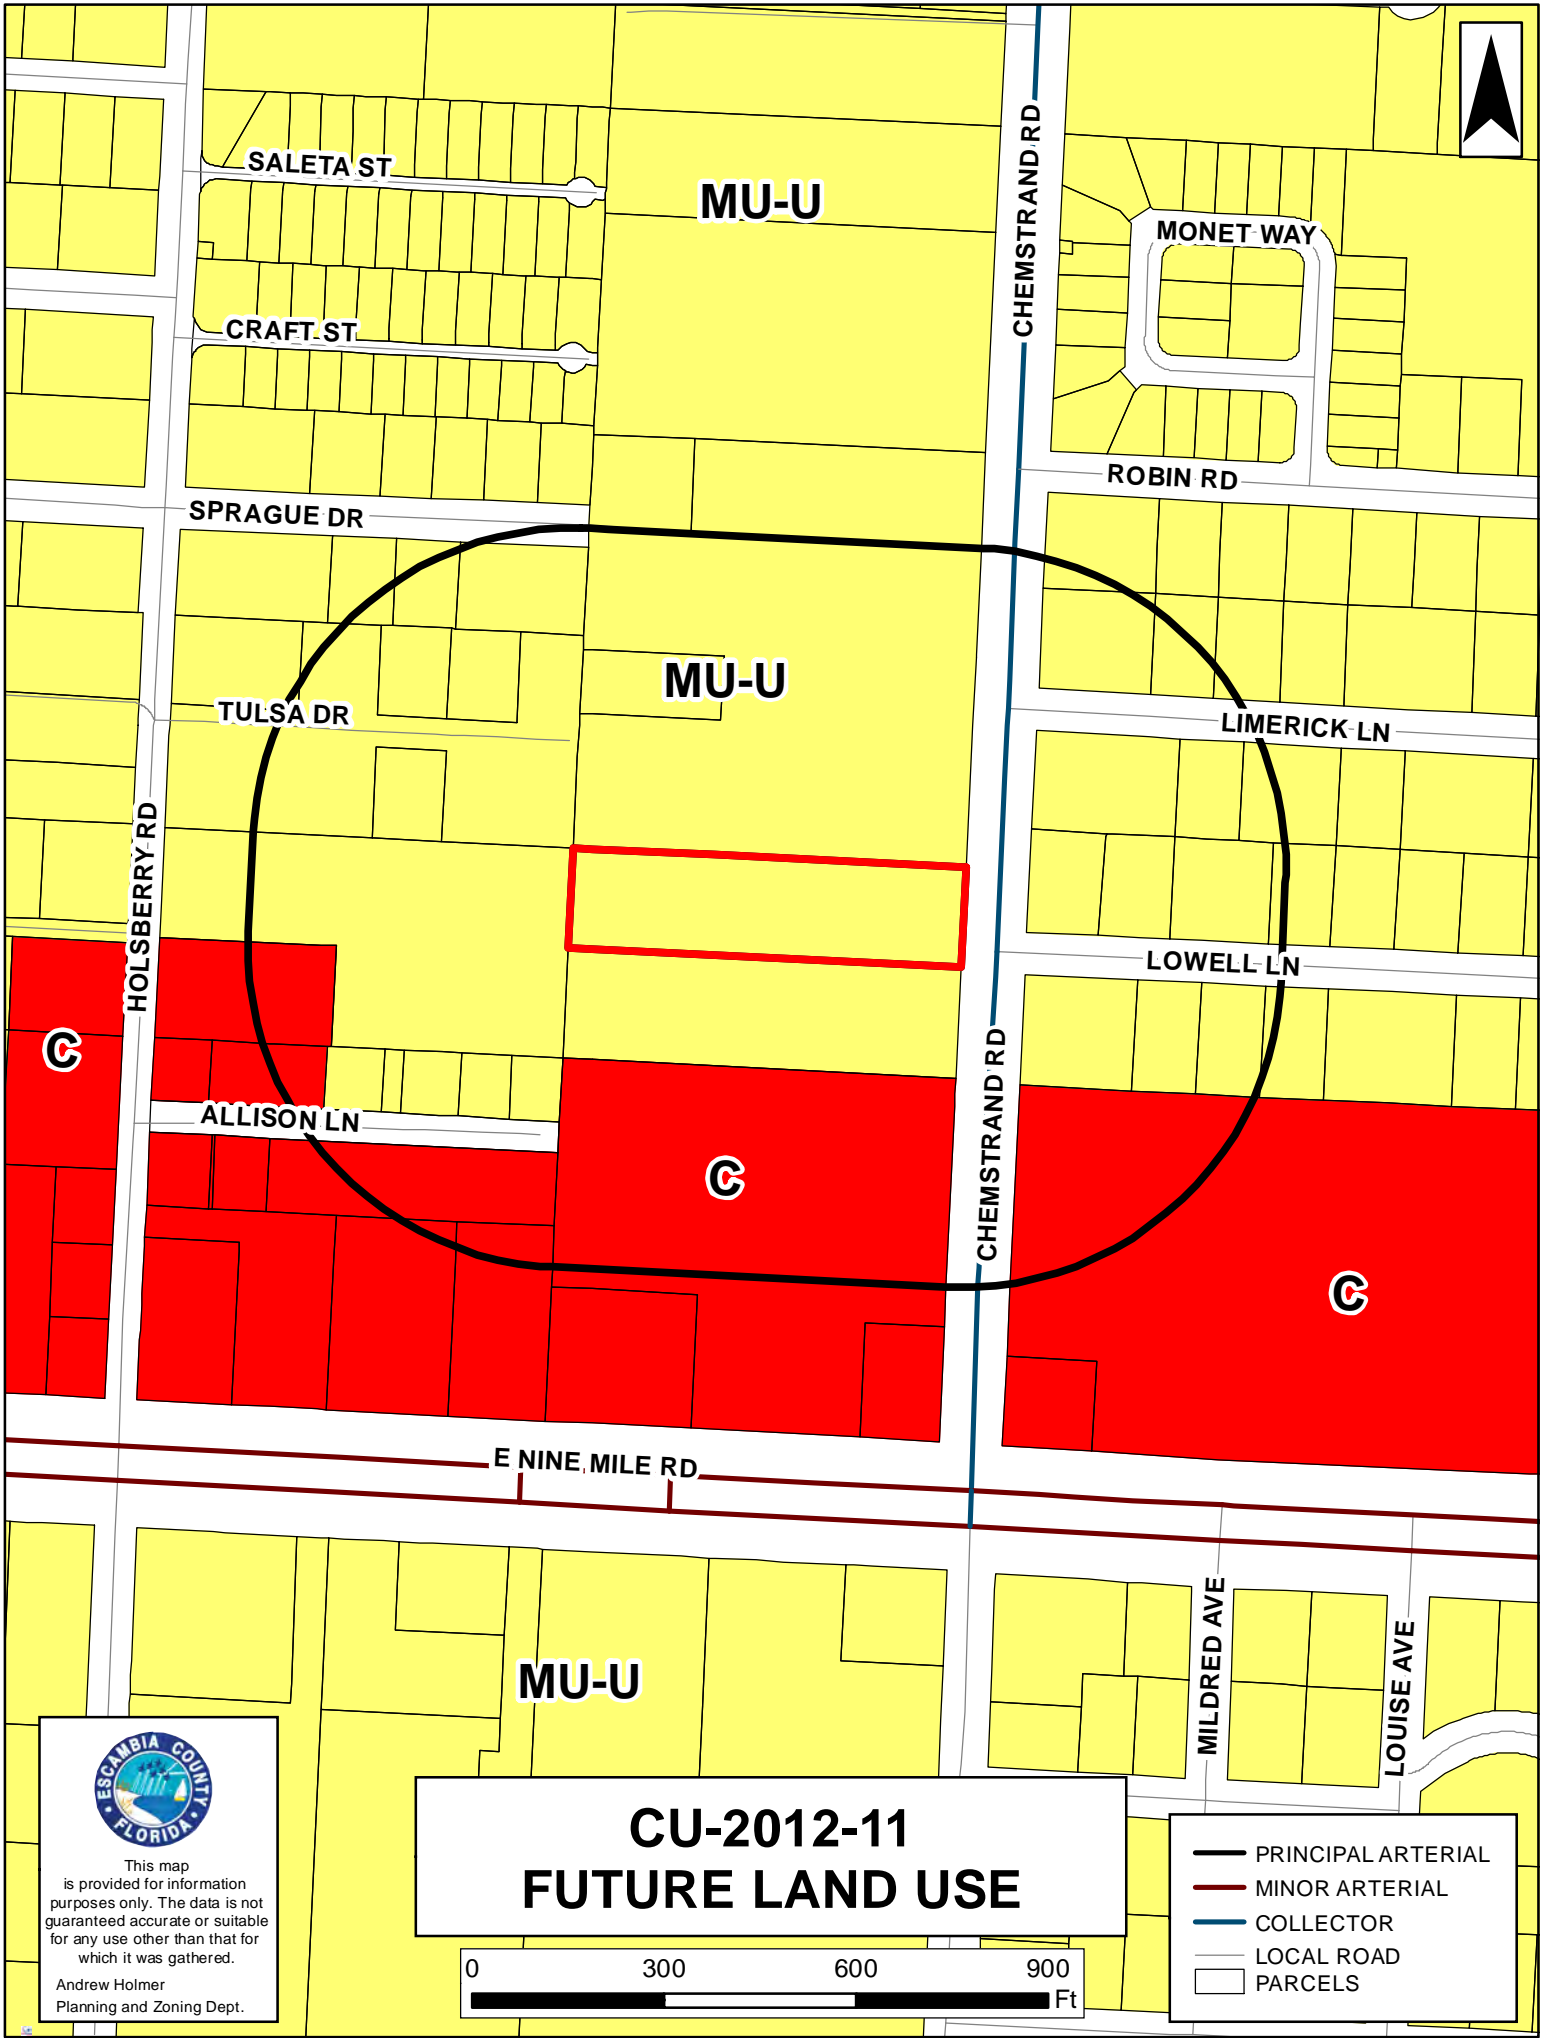 SALETA ST
MU-U
CHEMSTRAND RD
MONET WAY
CRAFT ST
ROBIN RD
SPRAGUE DR
MU-U
TULSA DR
LIMERICK LN
HOLSBERRY RD
LOWELL LN
C
CHEMSTRAND RD
ALLISON LN
C
C
E NINE MILE RD
MU-U
MILDRED AVE
LOUISE AVE
ESCAMBIA COUNTY
FLORIDA
This map
is provided for information
purposes only. The data is not
guaranteed accurate or suitable
for any use other than that for
which it was gathered.
Andrew Holmer
Planning and Zoning Dept.
CU-2012-11
FUTURE LAND USE
0 300 600 900
Ft
PRINCIPAL ARTERIAL
MINOR ARTERIAL
COLLECTOR
LOCAL ROAD
PARCELS